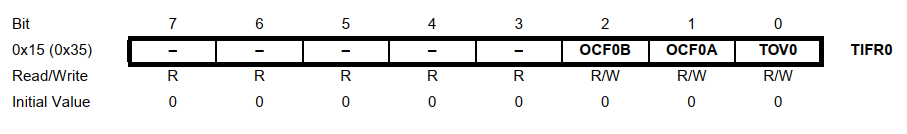 Bit 7 6 5 4 3 2 1 0
0x15 (0x35) – – – – – OCF0B OCF0A TOV0 TIFR0
Read/Write R R R R R R/W R/W R/W
Initial Value 0 0 0 0 0 0 0 0